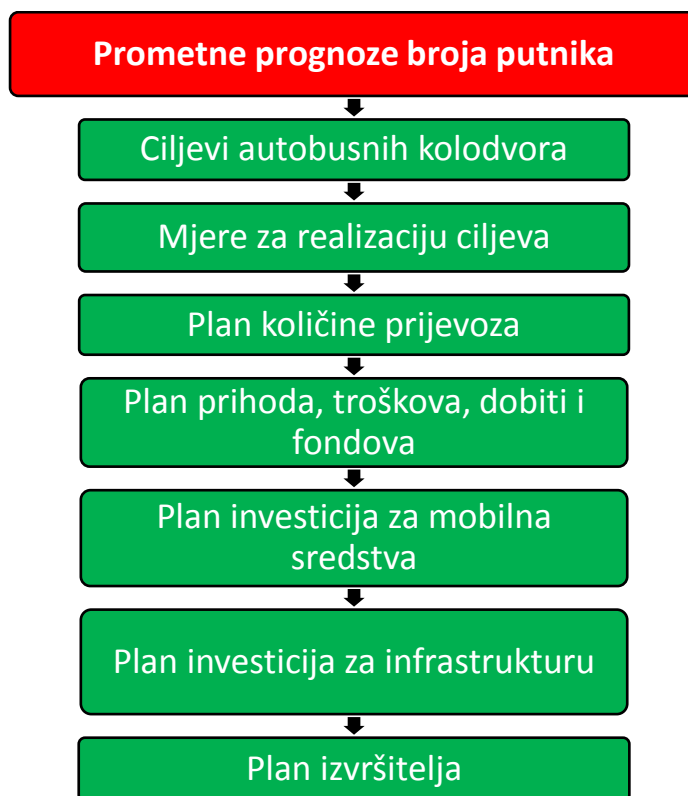 Prometne prognoze broja putnika
Ciljevi autobusnih kolodvora
Mjere za realizaciju ciljeva
Plan količine prijevoza
Plan prihoda, troškova, dobiti i
fondova
Plan investicija za mobilna
sredstva
Plan investicija za infrastrukturu
Plan izvršitelja